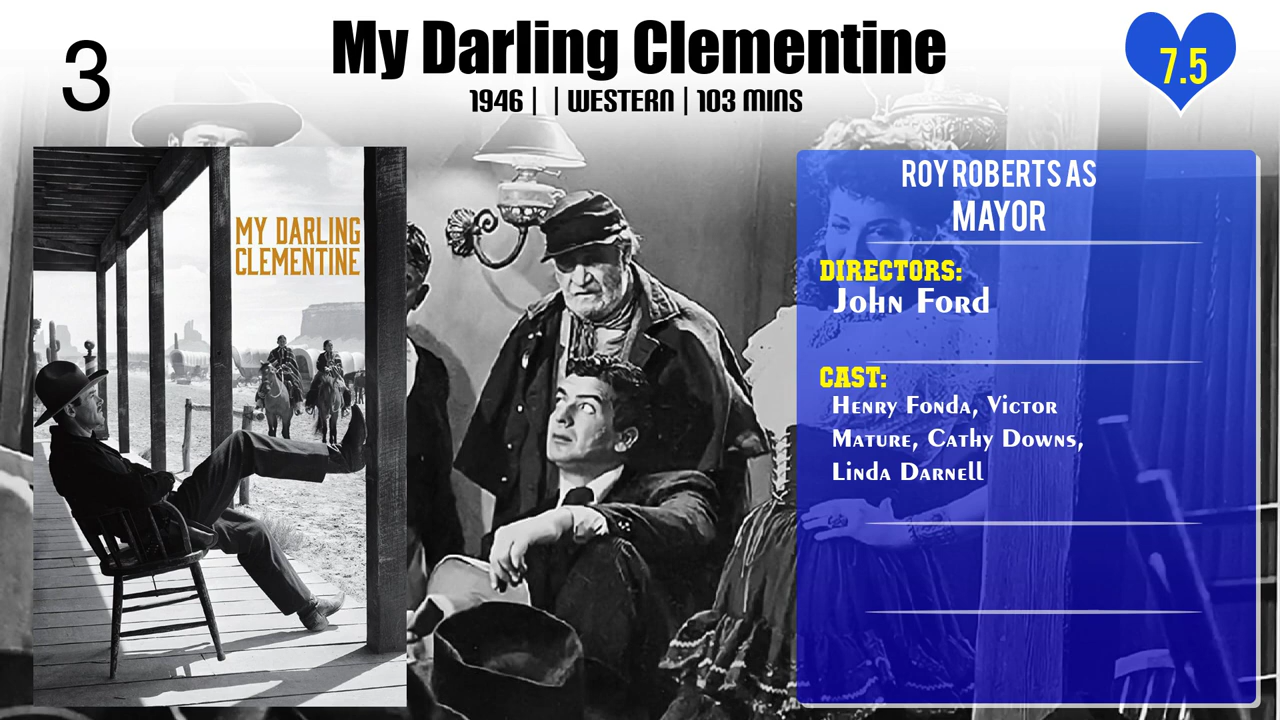 3
My Darling Clementine
7.5
1946 | | WESTERN | 103 MINS
MY DARLING
CLEMENTINE
ROY ROBERTS AS
MAYOR
DIRECTORS:
John Ford
CAST:
Henry Fonda, Victor
Mature, Cathy Downs,
Linda Darnell